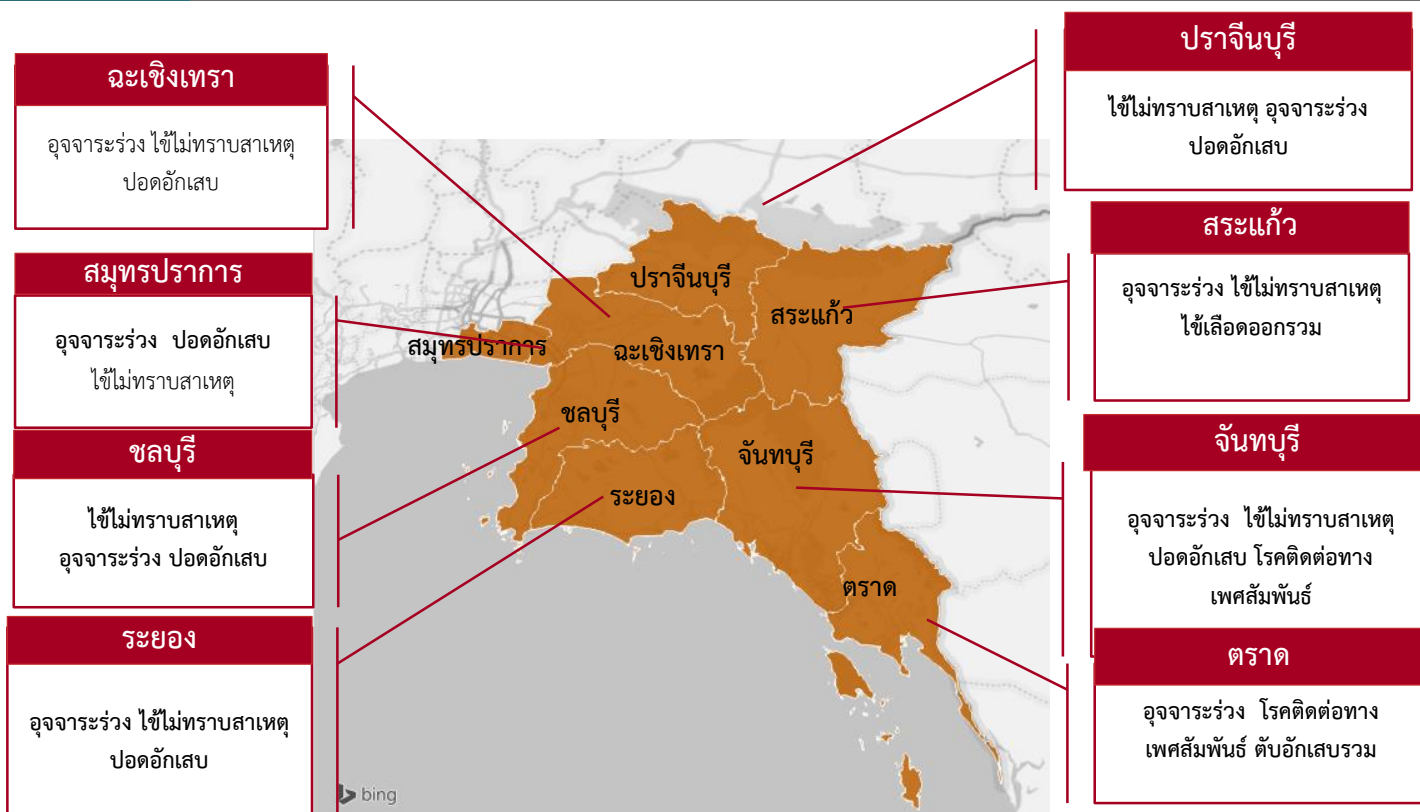 ฉะเชิงเทรา
อุจจาระร่วง ไข้ไม่ทราบสาเหตุ
ปอดอักเสบ
สมุทรปราการ
อุจจาระร่วง ปอดอักเสบ
ไข้ไม่ทราบสาเหตุ
ชลบุรี
ไข้ไม่ทราบสาเหตุ
อุจจาระร่วง ปอดอักเสบ
ระยอง
อุจจาระร่วง ไข้ไม่ทราบสาเหตุ
ปอดอักเสบ
ปราจีนบุรี
สระแก้ว
สมุทรปราการ
ฉะเชิงเทรา
ชลบุรี
จันทบุรี
ระยอง
ตราด
bing
ปราจีนบุรี
ไข้ไม่ทราบสาเหตุ อุจจาระร่วง
ปอดอักเสบ
สระแก้ว
อุจจาระร่วง ไข้ไม่ทราบสาเหตุ
ไข้เลือดออกรวม
จันทบุรี
อุจจาระร่วง ไข้ไม่ทราบสาเหตุ
ปอดอักเสบ โรคติดต่อทาง
เพศสัมพันธ์
ตราด
อุจจาระร่วง โรคติดต่อทาง
เพศสัมพันธ์ ตับอักเสบรวม